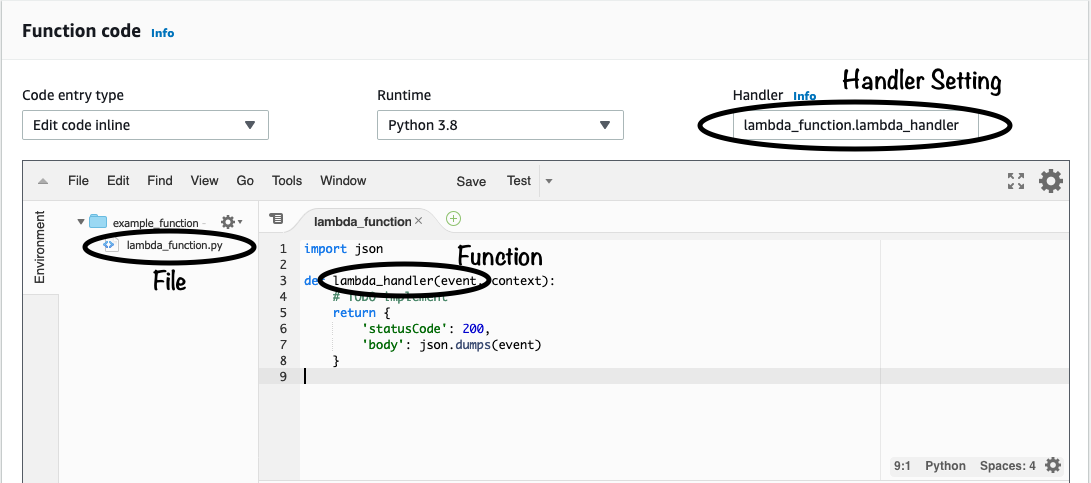 Function code Info
Handler Setting
Code entry type Runtime Handler Info
Edit code inline Python 3.8 lambda_function.lambda_handler
File Edit Find View Go Tools Window Save Test
Environment
example_function
lambda_function.py
File
lambda_function
Function
1 import json
2
3 def lambda_handler(event, context):
4 # TODO implement
5 return {
6 'statusCode': 200,
7 'body': json.dumps(event)
8 }
9
9:1 Python Spaces: 4